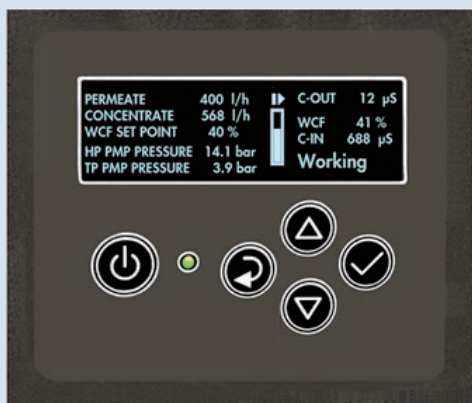 PERMEATE 400 l/h
CONCENTRATE 568 l/h
WCF SET POINT 40 %
HP PMP PRESSURE 14.1 bar
TP PMP PRESSURE 3.9 bar
C-OUT 12 µS
WCF 41 %
C-IN 688 µS
Working